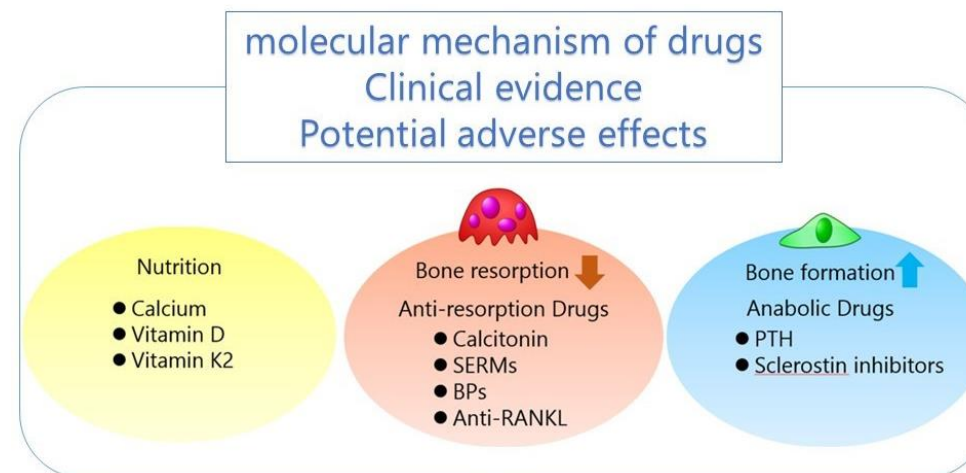 molecular mechanism of drugs
Clinical evidence
Potential adverse effects
Nutrition
● Calcium
● Vitamin D
● Vitamin K2
Bone resorption
Anti-resorption Drugs
● Calcitonin
● SERMs
● BPs
● Anti-RANKL
Bone formation
Anabolic Drugs
● PTH
● Sclerostin inhibitors